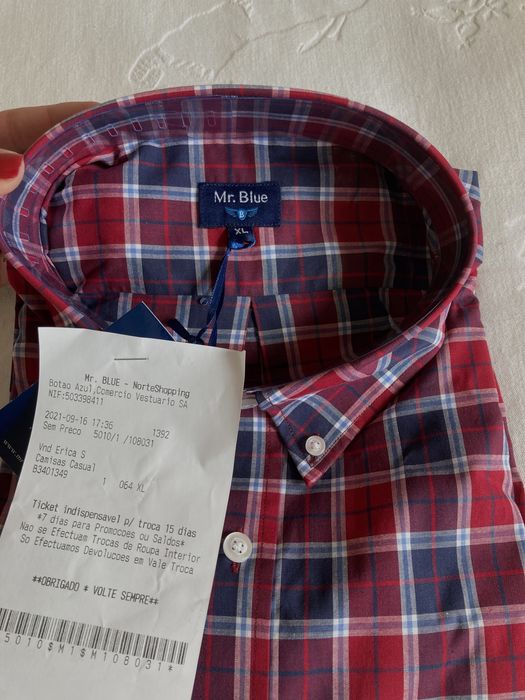 Mr. Blue
B
XL
Mr. BLUE - NorteShopping
Botao Azul,Comercio Vestuario SA
NIF:503398411
2021-09-16 17:36 1392
Sem Preco 5010/1 /108031
Vnd Erica S
Camisas Casual
B3401349
1 064 XL
Ticket indispensavel p/ troca 15 dias
*7 dias para Promocoes ou Saldos*
Nao se Efectuam Trocas de Roupa Interior
So Efectuamos Devolucoes em Vale Troca
**OBRIGADO * VOLTE SEMPRE**
5010$M1$M108031*